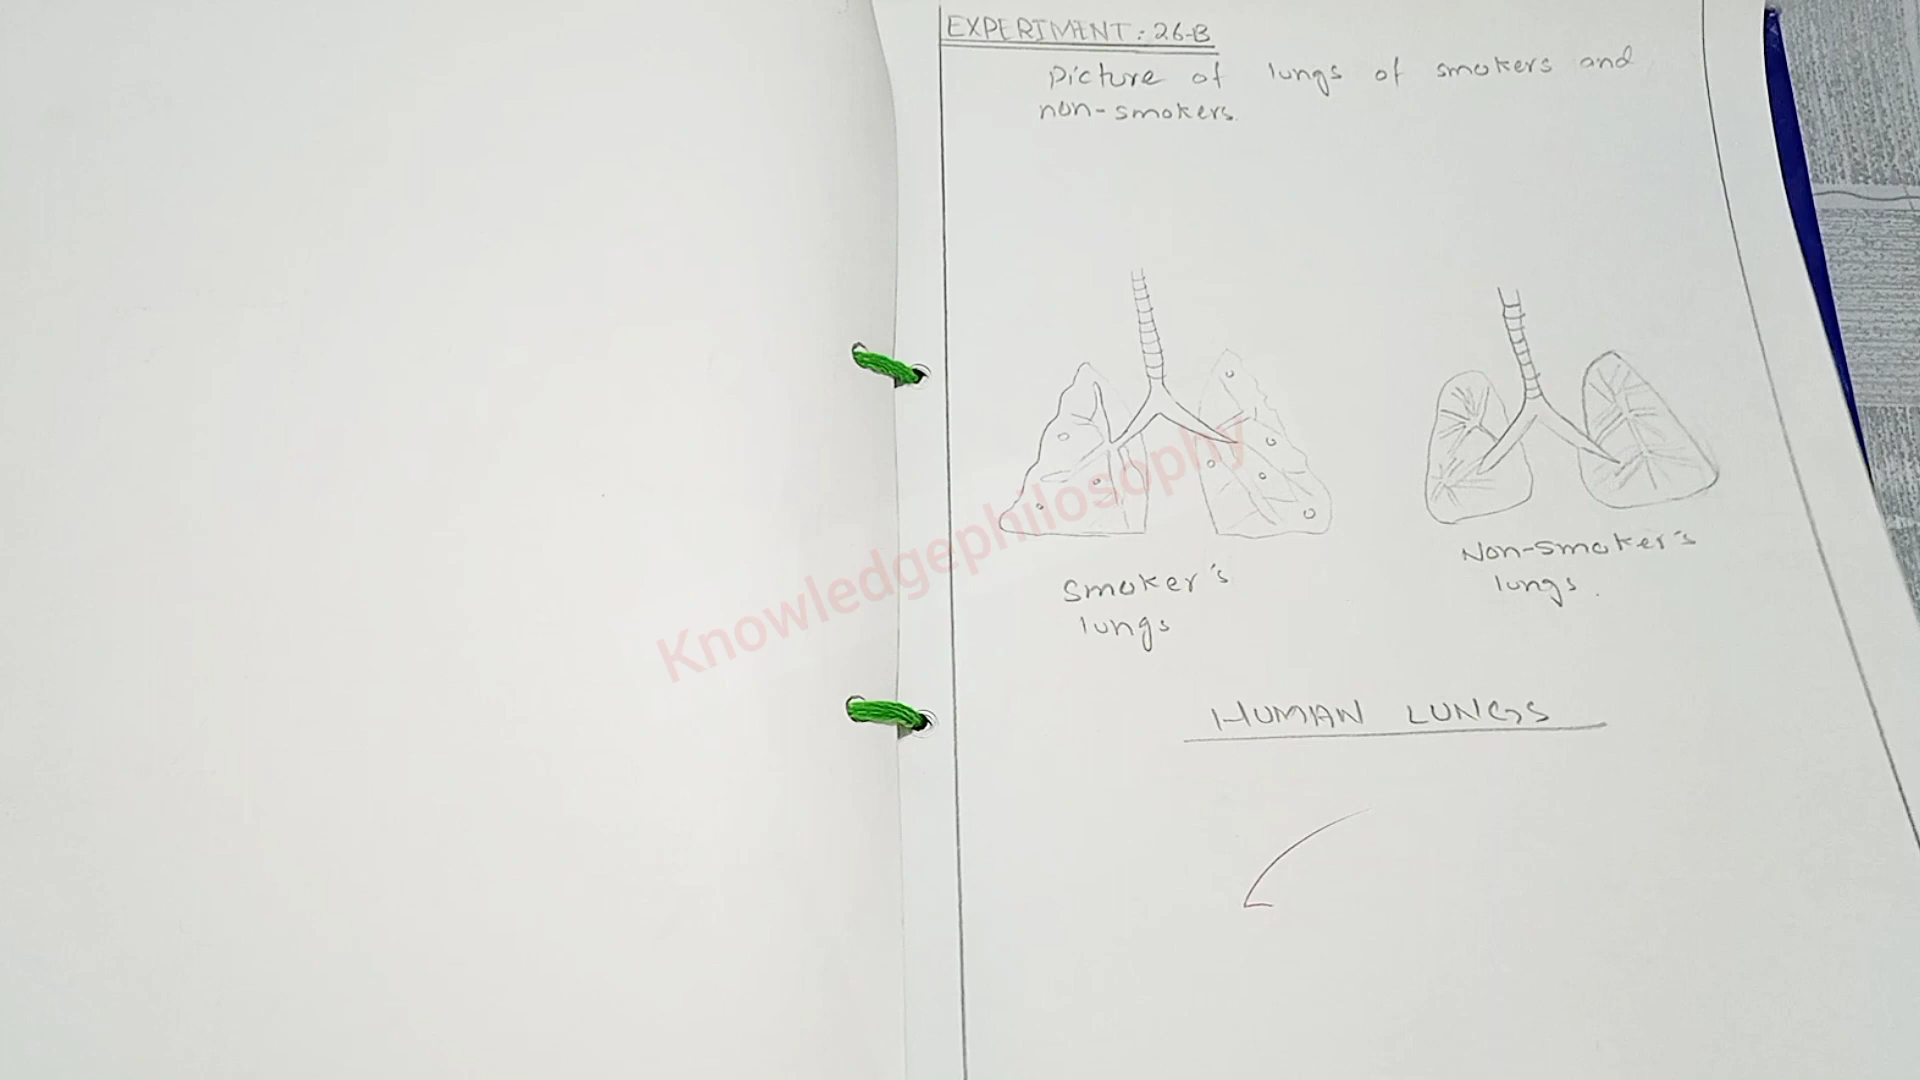 EXPERIMENT: 26-B
Picture of lungs of smokers and
non-smokers.
Smoker's
lungs
Non-Smoker's
lungs.
HUMAN LUNGS
Knowledgephilosophy